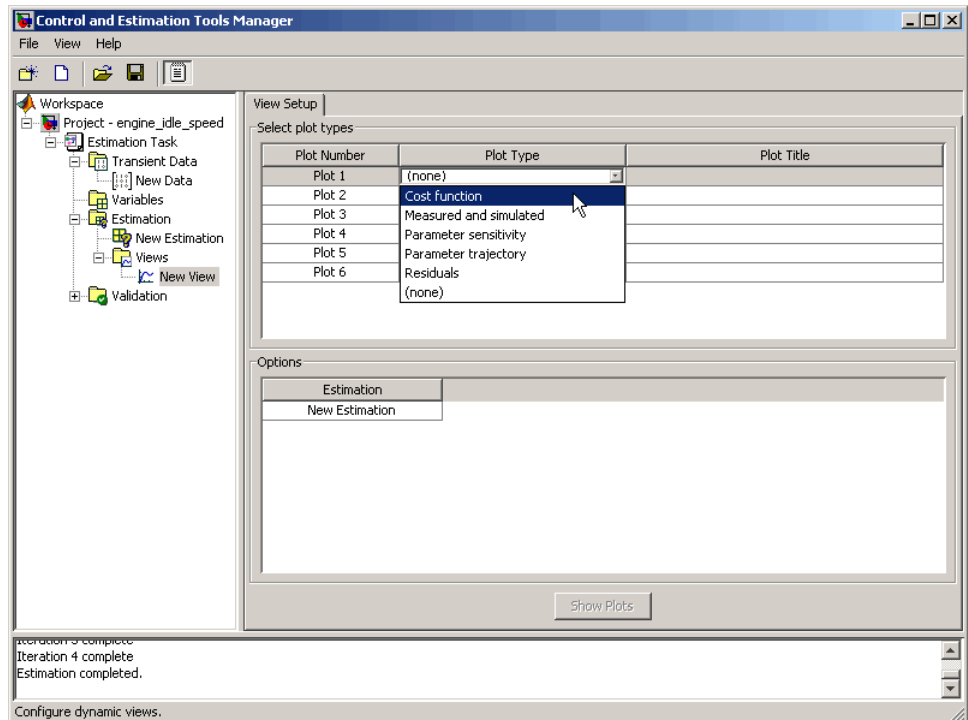 Control and Estimation Tools Manager
File View Help
Workspace
Project - engine_idle_speed
Estimation Task
Transient Data
New Data
Variables
Estimation
New Estimation
Views
New View
Validation
View Setup
Select plot types
Plot Number Plot Type Plot Title
Plot 1 (none)
Plot 2
Plot 3
Plot 4
Plot 5
Plot 6
Cost function
Measured and simulated
Parameter sensitivity
Parameter trajectory
Residuals
(none)
Options
Estimation
New Estimation
Show Plots
Iteration 3 complete
Iteration 4 complete
Estimation completed.
Configure dynamic views.